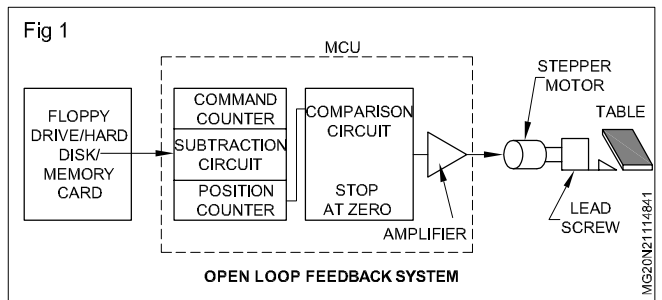 Fig 1
MCU
FLOPPY
DRIVE/HARD
DISK/
MEMORY
CARD
COMMAND
COUNTER
SUBTRACTION
CIRCUIT
POSITION
COUNTER
COMPARISON
CIRCUIT
STOP
AT ZERO
AMPLIFIER
STEPPER
MOTOR
TABLE
LEAD
SCREW
OPEN LOOP FEEDBACK SYSTEM
MG20N21114841